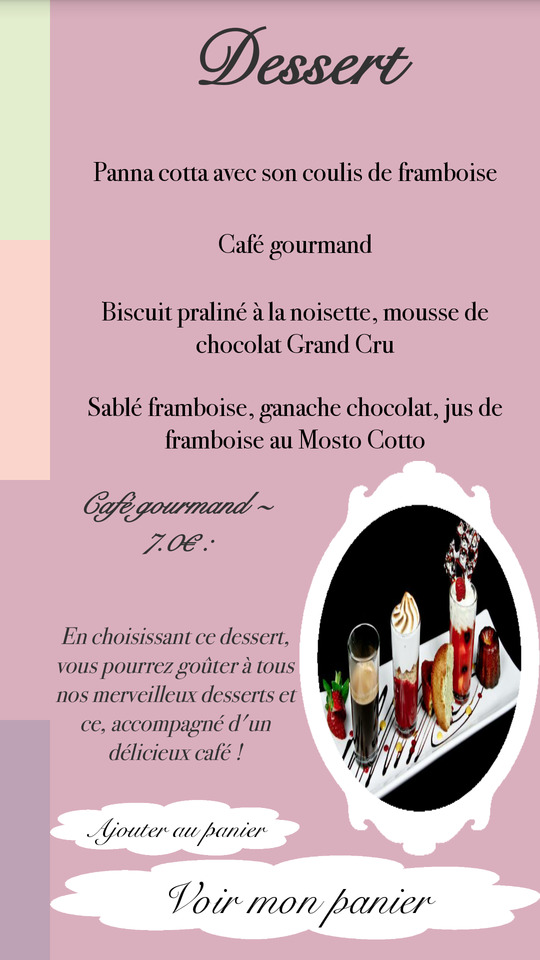 Dessert
Panna cotta avec son coulis de framboise
Café gourmand
Biscuit praliné à la noisette, mousse de
chocolat Grand Cru
Sablé framboise, ganache chocolat, jus de
framboise au Mosto Cotto
Café gourmand ~
7.0€ :
En choisissant ce dessert,
vous pourrez goûter à tous
nos merveilleux desserts et
ce, accompagné d'un
délicieux café !
Ajouter au panier
Voir mon panier